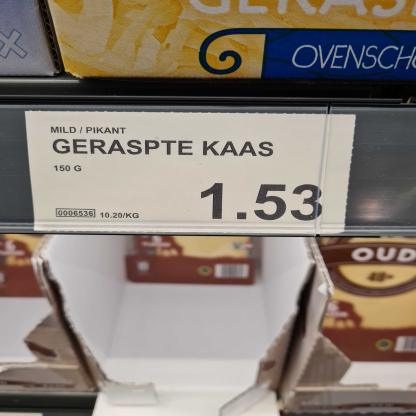 OVENSCH
MILD / PIKANT
GERASPTE KAAS
150 G
1.53
0006536 10.20/KG
OUD